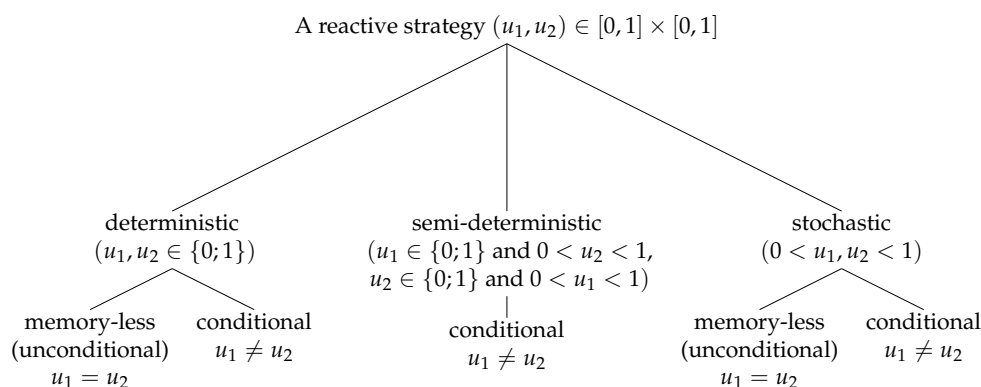 A reactive strategy (u₁, u₂) ∈ [0, 1] × [0, 1]
deterministic
(u₁, u₂ ∈ {0; 1})
semi-deterministic
(u₁ ∈ {0; 1} and 0 < u₂ < 1,
u₂ ∈ {0; 1} and 0 < u₁ < 1)
stochastic
(0 < u₁, u₂ < 1)
memory-less
(unconditional)
u₁ = u₂
conditional
u₁ ≠ u₂
conditional
u₁ ≠ u₂
memory-less
(unconditional)
u₁ = u₂
conditional
u₁ ≠ u₂